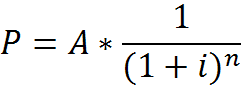 P = A * 1/(1 + i)^n